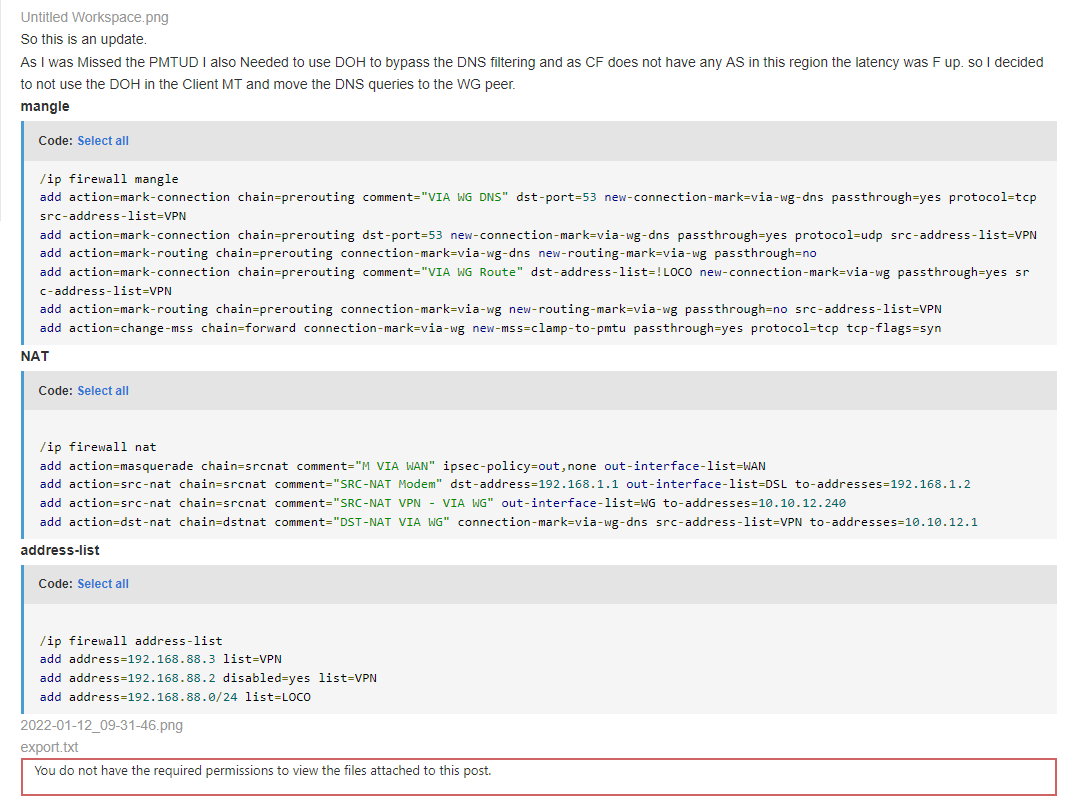 Untitled Workspace.png
So this is an update.
As I was Missed the PMTUD I also Needed to use DOH to bypass the DNS filtering and as CF does not have any AS in this region the latency was F up. so I decided
to not use the DOH in the Client MT and move the DNS queries to the WG peer.
mangle
Code: Select all
/ip firewall mangle
add action=mark-connection chain=prerouting comment="VIA WG DNS" dst-port=53 new-connection-mark=via-wg-dns passthrough=yes protocol=tcp
src-address-list=VPN
add action=mark-connection chain=prerouting dst-port=53 new-connection-mark=via-wg-dns passthrough=yes protocol=udp src-address-list=VPN
add action=mark-routing chain=prerouting connection-mark=via-wg-dns new-routing-mark=via-wg passthrough=no
add action=mark-connection chain=prerouting comment="VIA WG Route" dst-address-list=!LOCO new-connection-mark=via-wg passthrough=yes sr
c-address-list=VPN
add action=mark-routing chain=prerouting connection-mark=via-wg new-routing-mark=via-wg passthrough=no src-address-list=VPN
add action=change-mss chain=forward connection-mark=via-wg new-mss=clamp-to-pmtu passthrough=yes protocol=tcp tcp-flags=syn
NAT
Code: Select all
/ip firewall nat
add action=masquerade chain=srcnat comment="M VIA WAN" ipsec-policy=out,none out-interface-list=WAN
add action=src-nat chain=srcnat comment="SRC-NAT Modem" dst-address=192.168.1.1 out-interface-list=DSL to-addresses=192.168.1.2
add action=src-nat chain=srcnat comment="SRC-NAT VPN - VIA WG" out-interface-list=WG to-addresses=10.10.12.240
add action=dst-nat chain=dstnat comment="DST-NAT VIA WG" connection-mark=via-wg-dns src-address-list=VPN to-addresses=10.10.12.1
address-list
Code: Select all
/ip firewall address-list
add address=192.168.88.3 list=VPN
add address=192.168.88.2 disabled=yes list=VPN
add address=192.168.88.0/24 list=LOCO
2022-01-12_09-31-46.png
export.txt
You do not have the required permissions to view the files attached to this post.